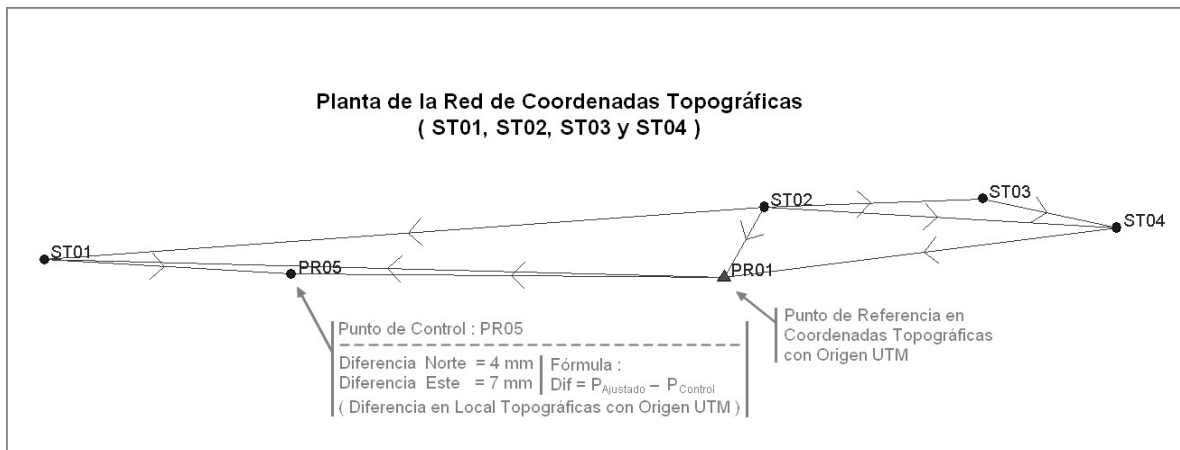 Planta de la Red de Coordenadas Topográficas
( ST01, ST02, ST03 y ST04 )
ST03
ST02
ST04
ST01
PR05
PR01
Punto de Control : PR05
Diferencia Norte = 4 mm
Diferencia Este = 7 mm
Fórmula :
Dif = PAjustado – PControl
( Diferencia en Local Topográficas con Origen UTM )
Punto de Referencia en
Coordenadas Topográficas
con Origen UTM